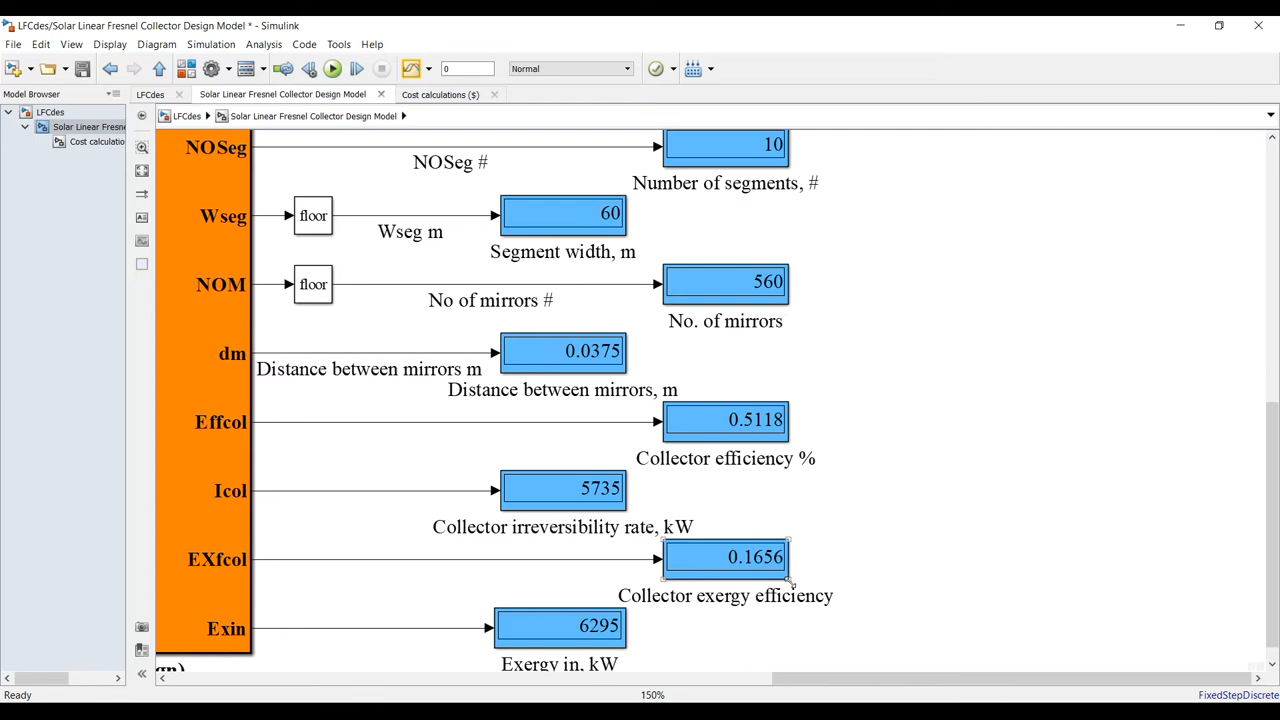 LFCdes/Solar Linear Fresnel Collector Design Model * - Simulink
File Edit View Display Diagram Simulation Analysis Code Tools Help
0 Normal
Model Browser
LFCdes
Solar Linear Fresne
Cost calculatio
LFCdes Solar Linear Fresnel Collector Design Model Cost calculations ($)
LFCdes Solar Linear Fresnel Collector Design Model
NOSeg
NOSeg #
10
Number of segments, #
Wseg
floor
Wseg m
60
Segment width, m
NOM
floor
No of mirrors #
560
No. of mirrors
dm
Distance between mirrors m
0.0375
Distance between mirrors, m
Effcol
0.5118
Collector efficiency %
Icol
5735
Collector irreversibility rate, kW
EXfcol
0.1656
Collector exergy efficiency
Exin
6295
Exergy in, kW
Ready 150% FixedStepDiscrete